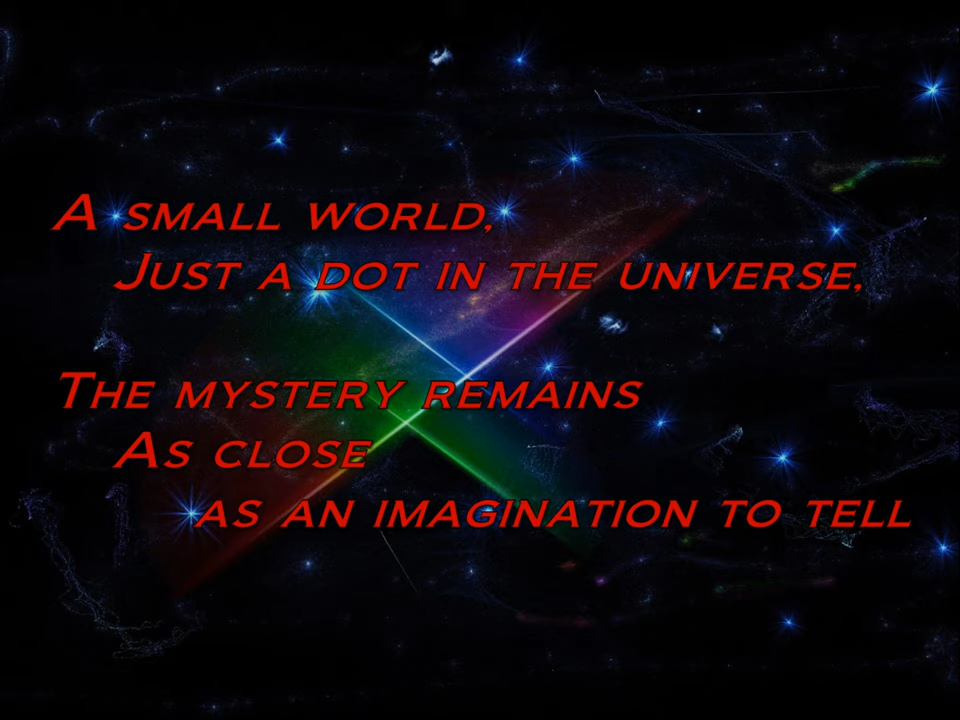 A small world,
Just a dot in the universe,
The mystery remains
As close
as an imagination to tell